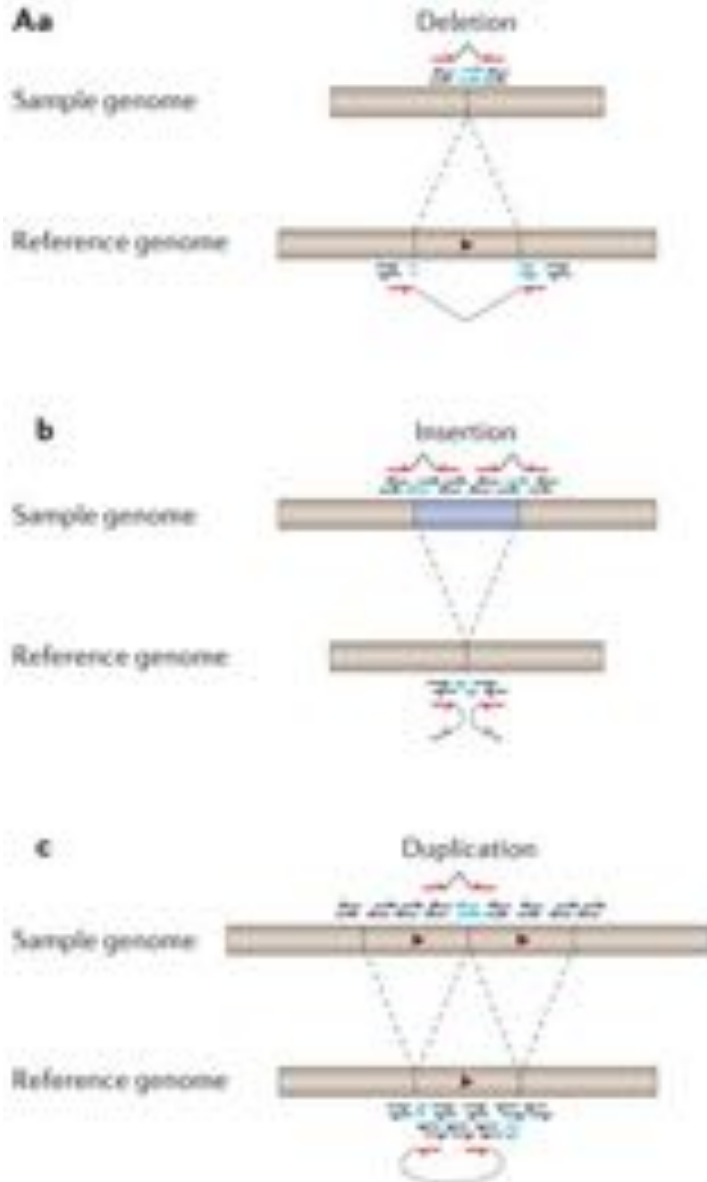 Aa
Deletion
Sample genome
Reference genome
b
Insertion
Sample genome
Reference genome
c
Duplication
Sample genome
Reference genome